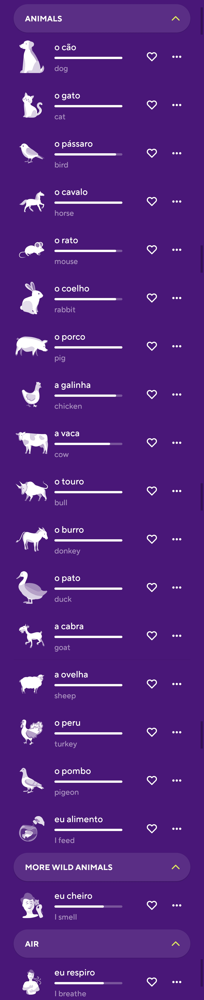 ANIMALS
o cão
dog
o gato
cat
o pássaro
bird
o cavalo
horse
o rato
mouse
o coelho
rabbit
o porco
pig
a galinha
chicken
a vaca
cow
o touro
bull
o burro
donkey
o pato
duck
a cabra
goat
a ovelha
sheep
o peru
turkey
o pombo
pigeon
eu alimento
I feed
MORE WILD ANIMALS
eu cheiro
I smell
AIR
eu respiro
I breathe